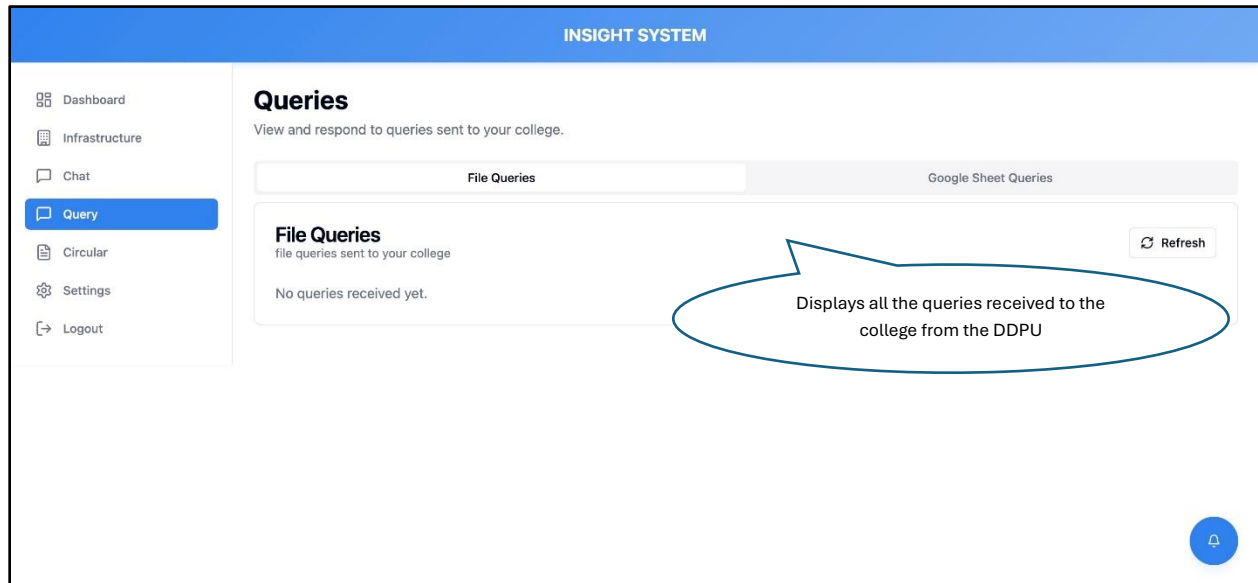 INSIGHT SYSTEM
Dashboard
Infrastructure
Chat
Query
Circular
Settings
Logout
Queries
View and respond to queries sent to your college.
File Queries
Google Sheet Queries
File Queries
file queries sent to your college
Refresh
No queries received yet.
Displays all the queries received to the
college from the DDPU